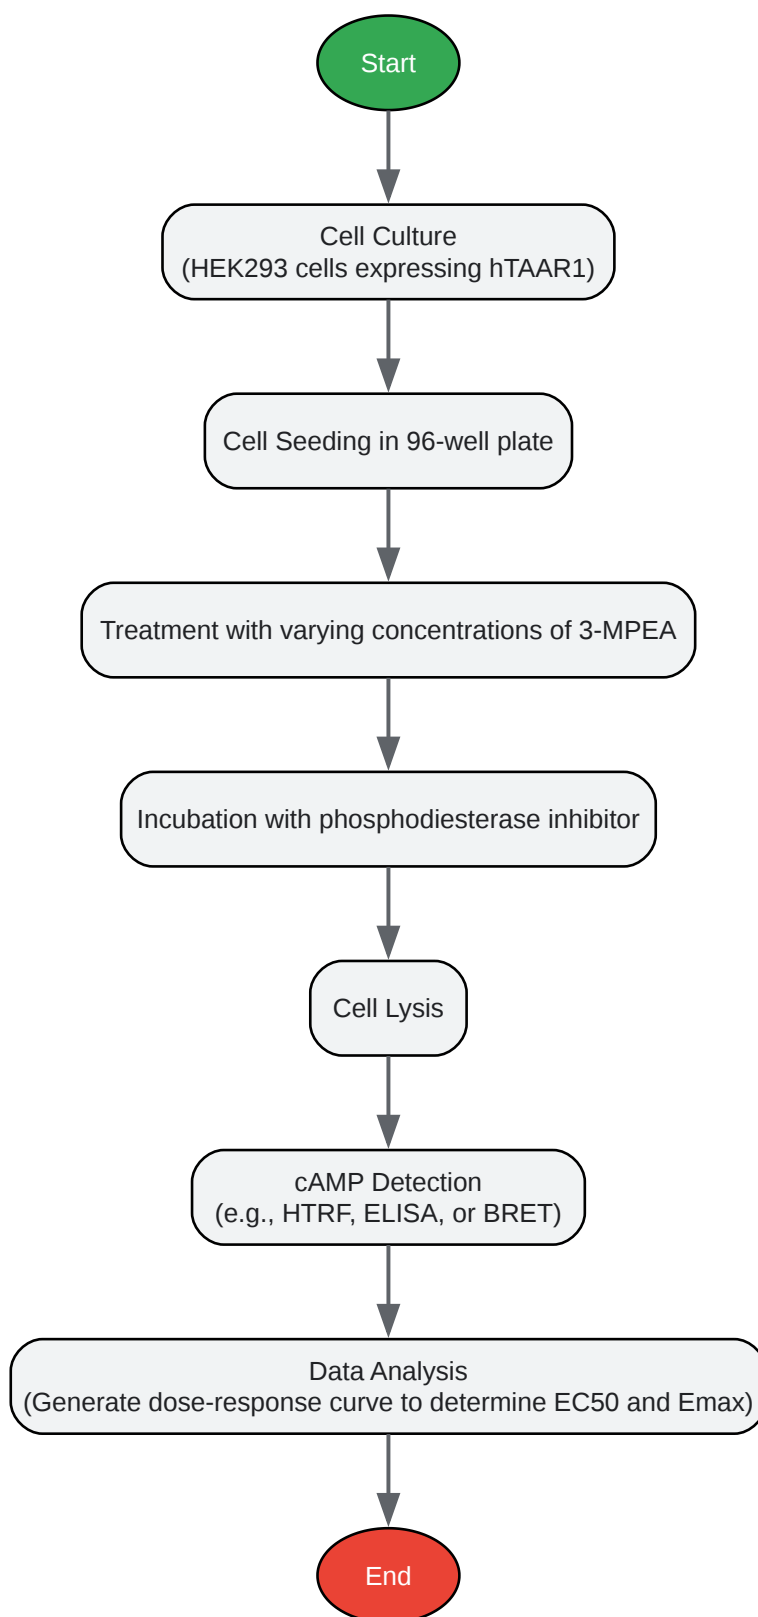 Start
Cell Culture
(HEK293 cells expressing hTAAR1)
Cell Seeding in 96-well plate
Treatment with varying concentrations of 3-MPEA
Incubation with phosphodiesterase inhibitor
Cell Lysis
cAMP Detection
(e.g., HTRF, ELISA, or BRET)
Data Analysis
(Generate dose-response curve to determine EC50 and Emax)
End